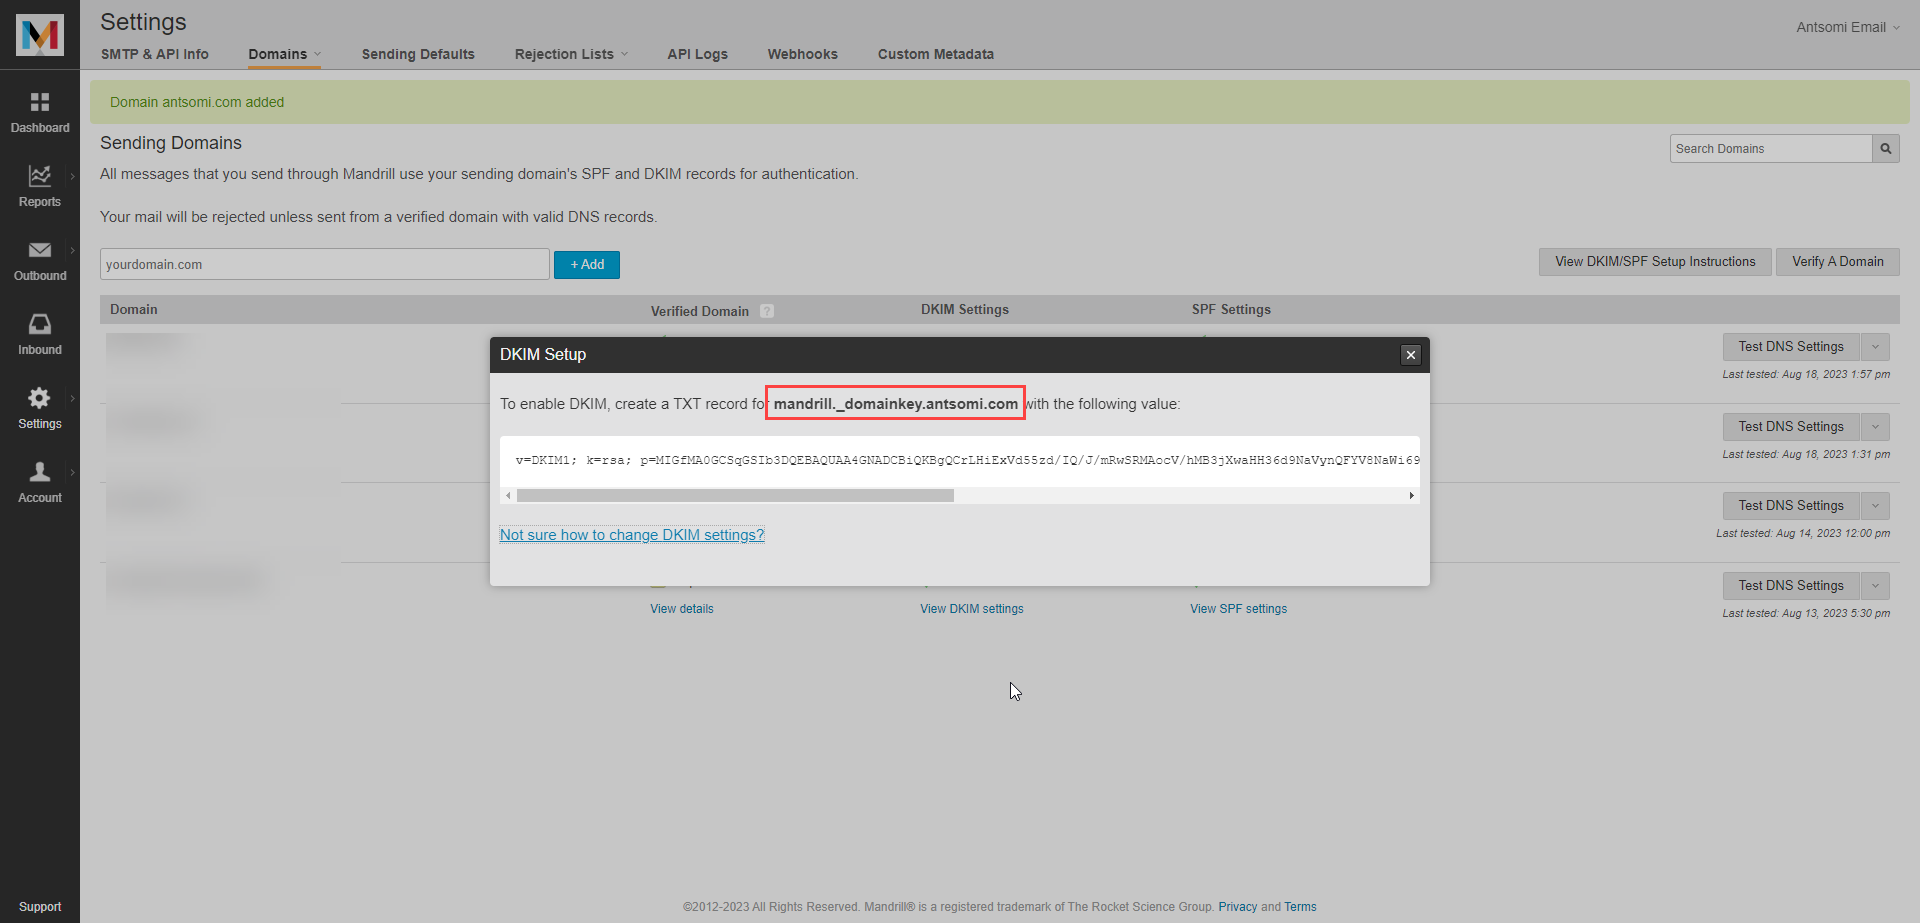 Settings
Antsomi Email
SMTP & API Info
Domains
Sending Defaults
Rejection Lists
API Logs
Webhooks
Custom Metadata
Domain antsomi.com added
Dashboard
Reports
Outbound
Inbound
Settings
Account
Support
Sending Domains
Search Domains
All messages that you send through Mandrill use your sending domain's SPF and DKIM records for authentication.
Your mail will be rejected unless sent from a verified domain with valid DNS records.
yourdomain.com
+ Add
View DKIM/SPF Setup Instructions
Verify A Domain
Domain
Verified Domain ?
DKIM Settings
SPF Settings
Test DNS Settings
Last tested: Aug 18, 2023 1:57 pm
DKIM Setup
To enable DKIM, create a TXT record for mandrill._domainkey.antsomi.com with the following value:
v=DKIM1; k=rsa; p=MIGfMA0GCSqGSIb3DQEBAQUAA4GNADCBiQKBgQCrLHiExVd55zd/IQ/J/mRwSRMAocV/hMB3jXwaHH36d9NaVynQFYV8NaWi69
Not sure how to change DKIM settings?
Test DNS Settings
Last tested: Aug 18, 2023 1:31 pm
Test DNS Settings
Last tested: Aug 14, 2023 12:00 pm
Test DNS Settings
View details
View DKIM settings
View SPF settings
Last tested: Aug 13, 2023 5:30 pm
©2012-2023 All Rights Reserved. Mandrill® is a registered trademark of The Rocket Science Group. Privacy and Terms